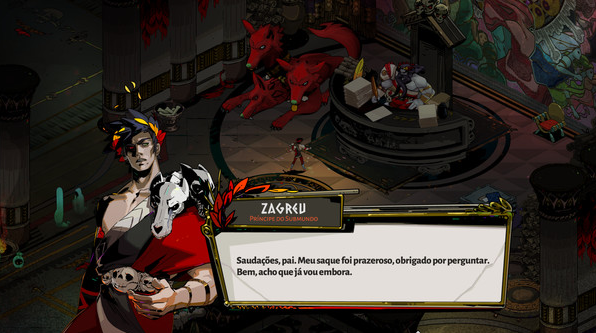 ZAGREU
PRÍNCIPE DO SUBMUNDO
Saudações, pai. Meu saque foi prazeroso, obrigado por perguntar.
Bem, acho que já vou embora.